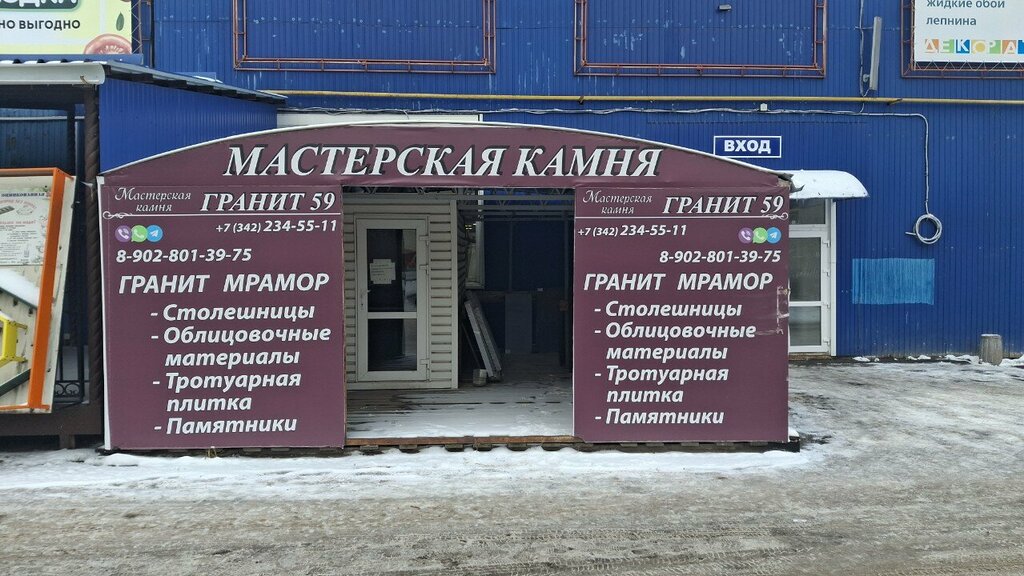 но выгодно
жидкие обои
лепнина
ДЕКОРА
ВХОД
МАСТЕРСКАЯ КАМНЯ
Мастерская
камня
ГРАНИТ 59
+7 (342) 234-55-11
8-902-801-39-75
ГРАНИТ МРАМОР
- Столешницы
- Облицовочные
материалы
- Тротуарная
плитка
- Памятники
Мастерская
камня
ГРАНИТ 59
+7 (342) 234-55-11
8-902-801-39-75
ГРАНИТ МРАМОР
- Столешницы
- Облицовочные
материалы
- Тротуарная
плитка
- Памятники